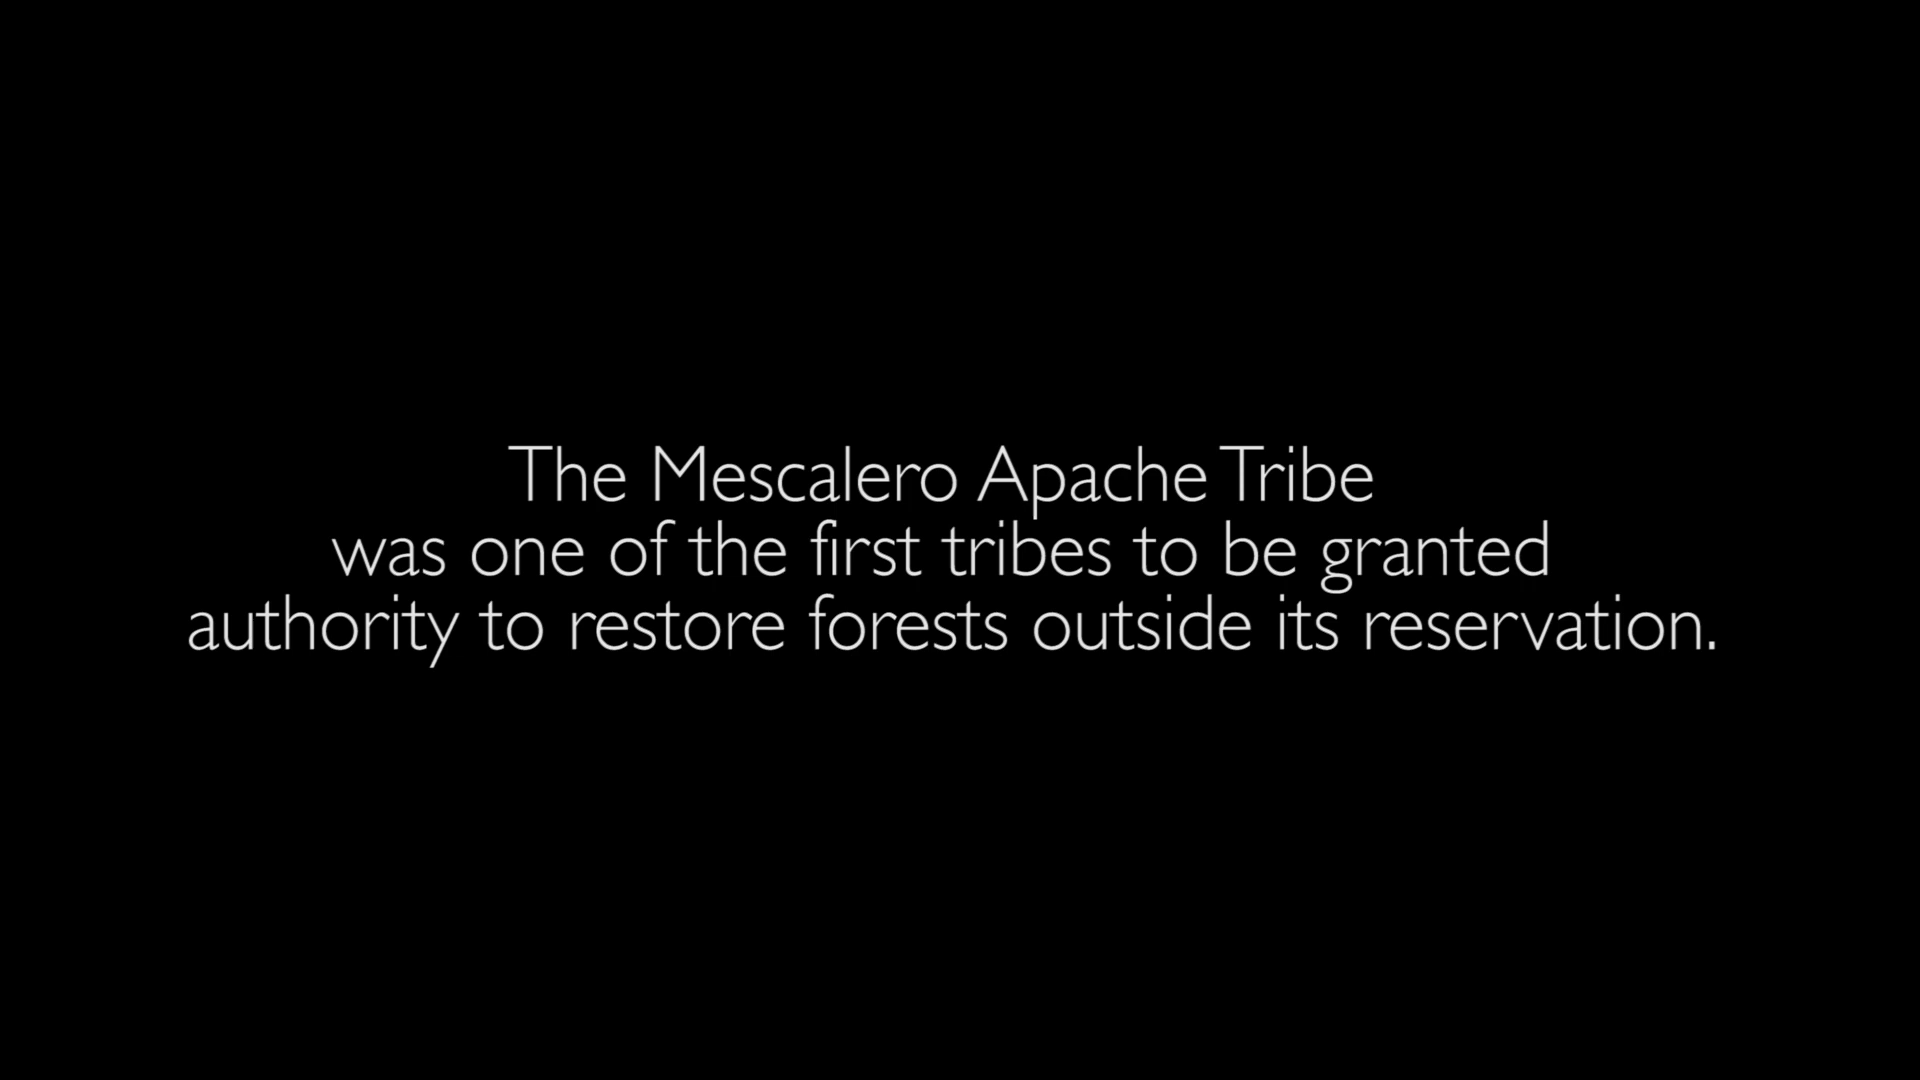 The Mescalero Apache Tribe
was one of the first tribes to be granted
authority to restore forests outside its reservation.